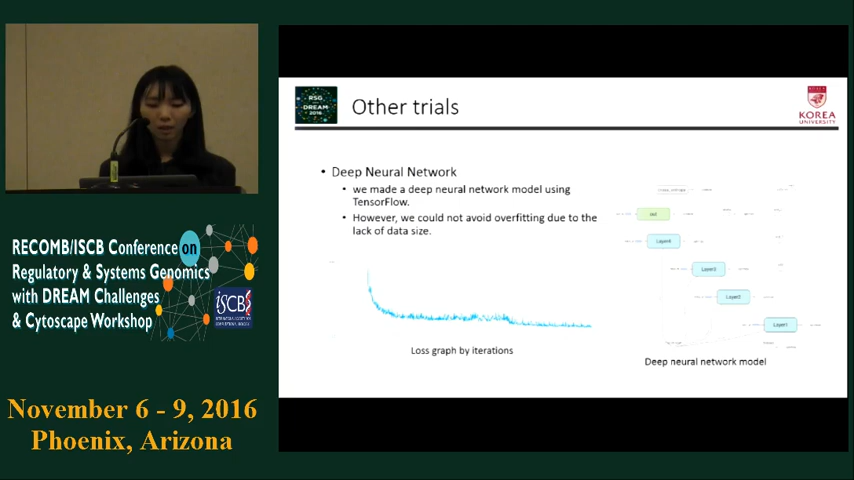 RSG
DREAM
2016
Other trials
KOREA
UNIVERSITY
• Deep Neural Network
• we made a deep neural network model using
TensorFlow.
• However, we could not avoid overfitting due to the
lack of data size.
Loss graph by iterations
Layer1
Deep neural network model
RECOMB/ISCB Conference on
Regulatory & Systems Genomics
with DREAM Challenges
& Cytoscape Workshop
ISCB
November 6 - 9, 2016
Phoenix, Arizona